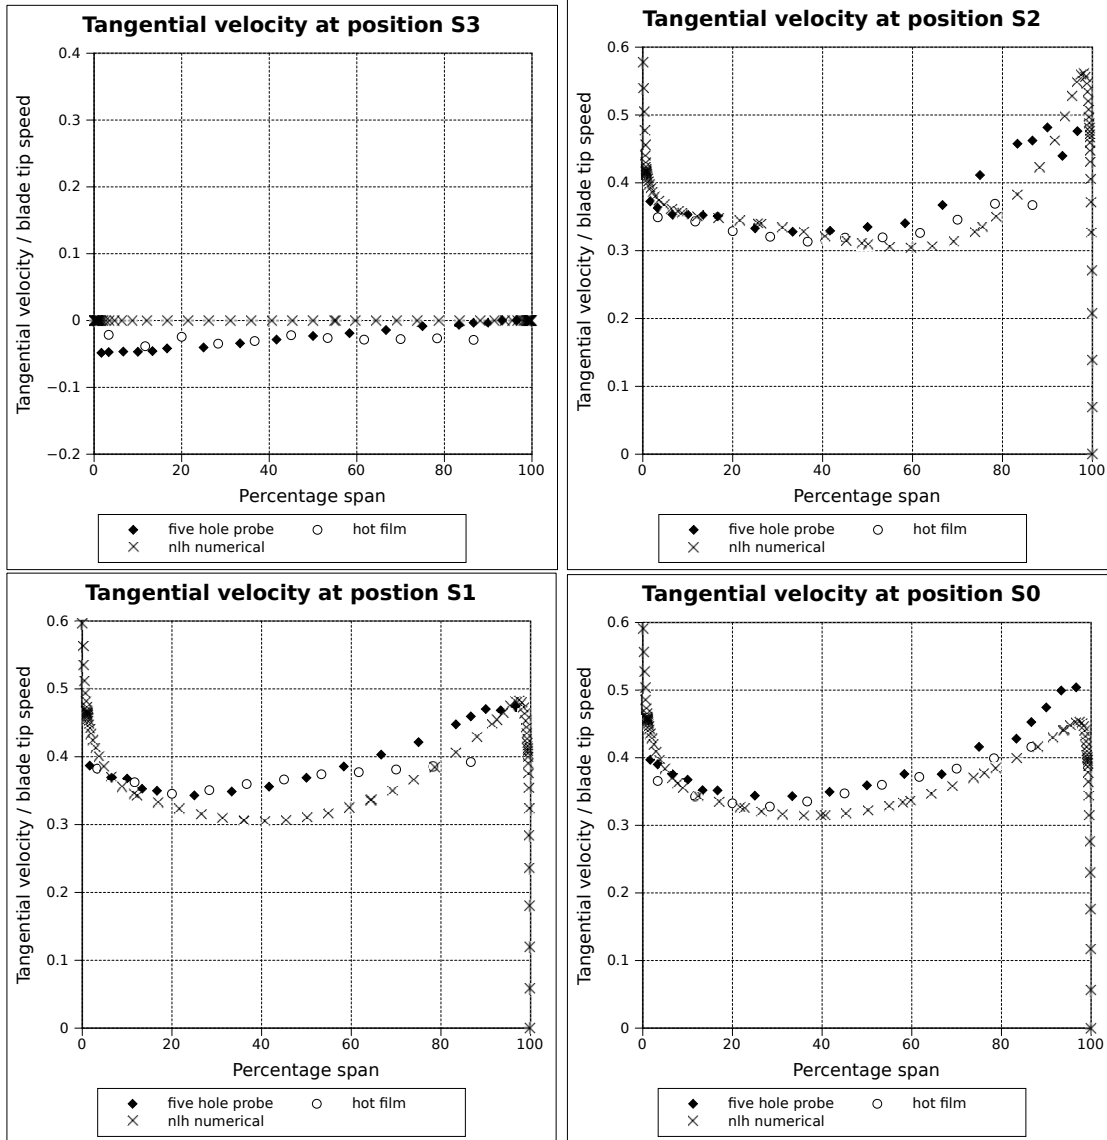 Tangential velocity at position S3
Tangential velocity / blade tip speed
0.4
0.3
0.2
0.1
0
−0.1
−0.2
0 20 40 60 80 100
Percentage span
five hole probe hot film
nlh numerical
Tangential velocity at position S2
Tangential velocity / blade tip speed
0.6
0.5
0.4
0.3
0.2
0.1
0
0 20 40 60 80 100
Percentage span
five hole probe hot film
nlh numerical
Tangential velocity at postion S1
Tangential velocity / blade tip speed
0.6
0.5
0.4
0.3
0.2
0.1
0
0 20 40 60 80 100
Percentage span
five hole probe hot film
nlh numerical
Tangential velocity at position S0
Tangential velocity / blade tip speed
0.6
0.5
0.4
0.3
0.2
0.1
0
0 20 40 60 80 100
Percentage span
five hole probe hot film
nlh numerical